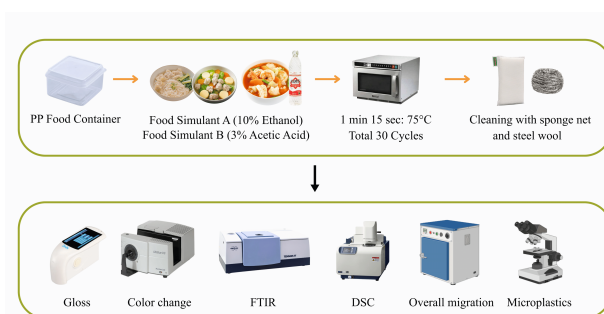 PP Food Container
Food Simulant A (10% Ethanol)
Food Simulant B (3% Acetic Acid)
1 min 15 sec: 75°C
Total 30 Cycles
Cleaning with sponge net
and steel wool
Gloss
Color change
FTIR
DSC
Overall migration
Microplastics